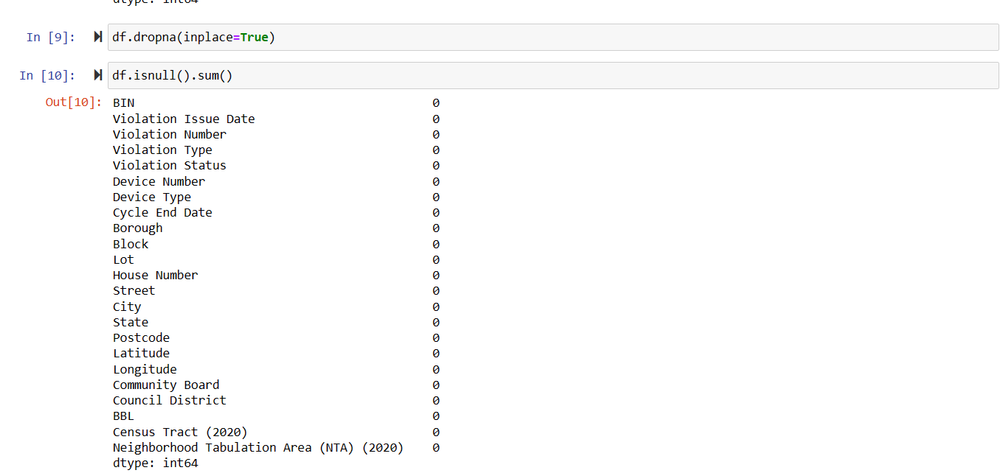 dtype: int64
In [9]: df.dropna(inplace=True)
In [10]: df.isnull().sum()
Out[10]: BIN 0
Violation Issue Date 0
Violation Number 0
Violation Type 0
Violation Status 0
Device Number 0
Device Type 0
Cycle End Date 0
Borough 0
Block 0
Lot 0
House Number 0
Street 0
City 0
State 0
Postcode 0
Latitude 0
Longitude 0
Community Board 0
Council District 0
BBL 0
Census Tract (2020) 0
Neighborhood Tabulation Area (NTA) (2020) 0
dtype: int64